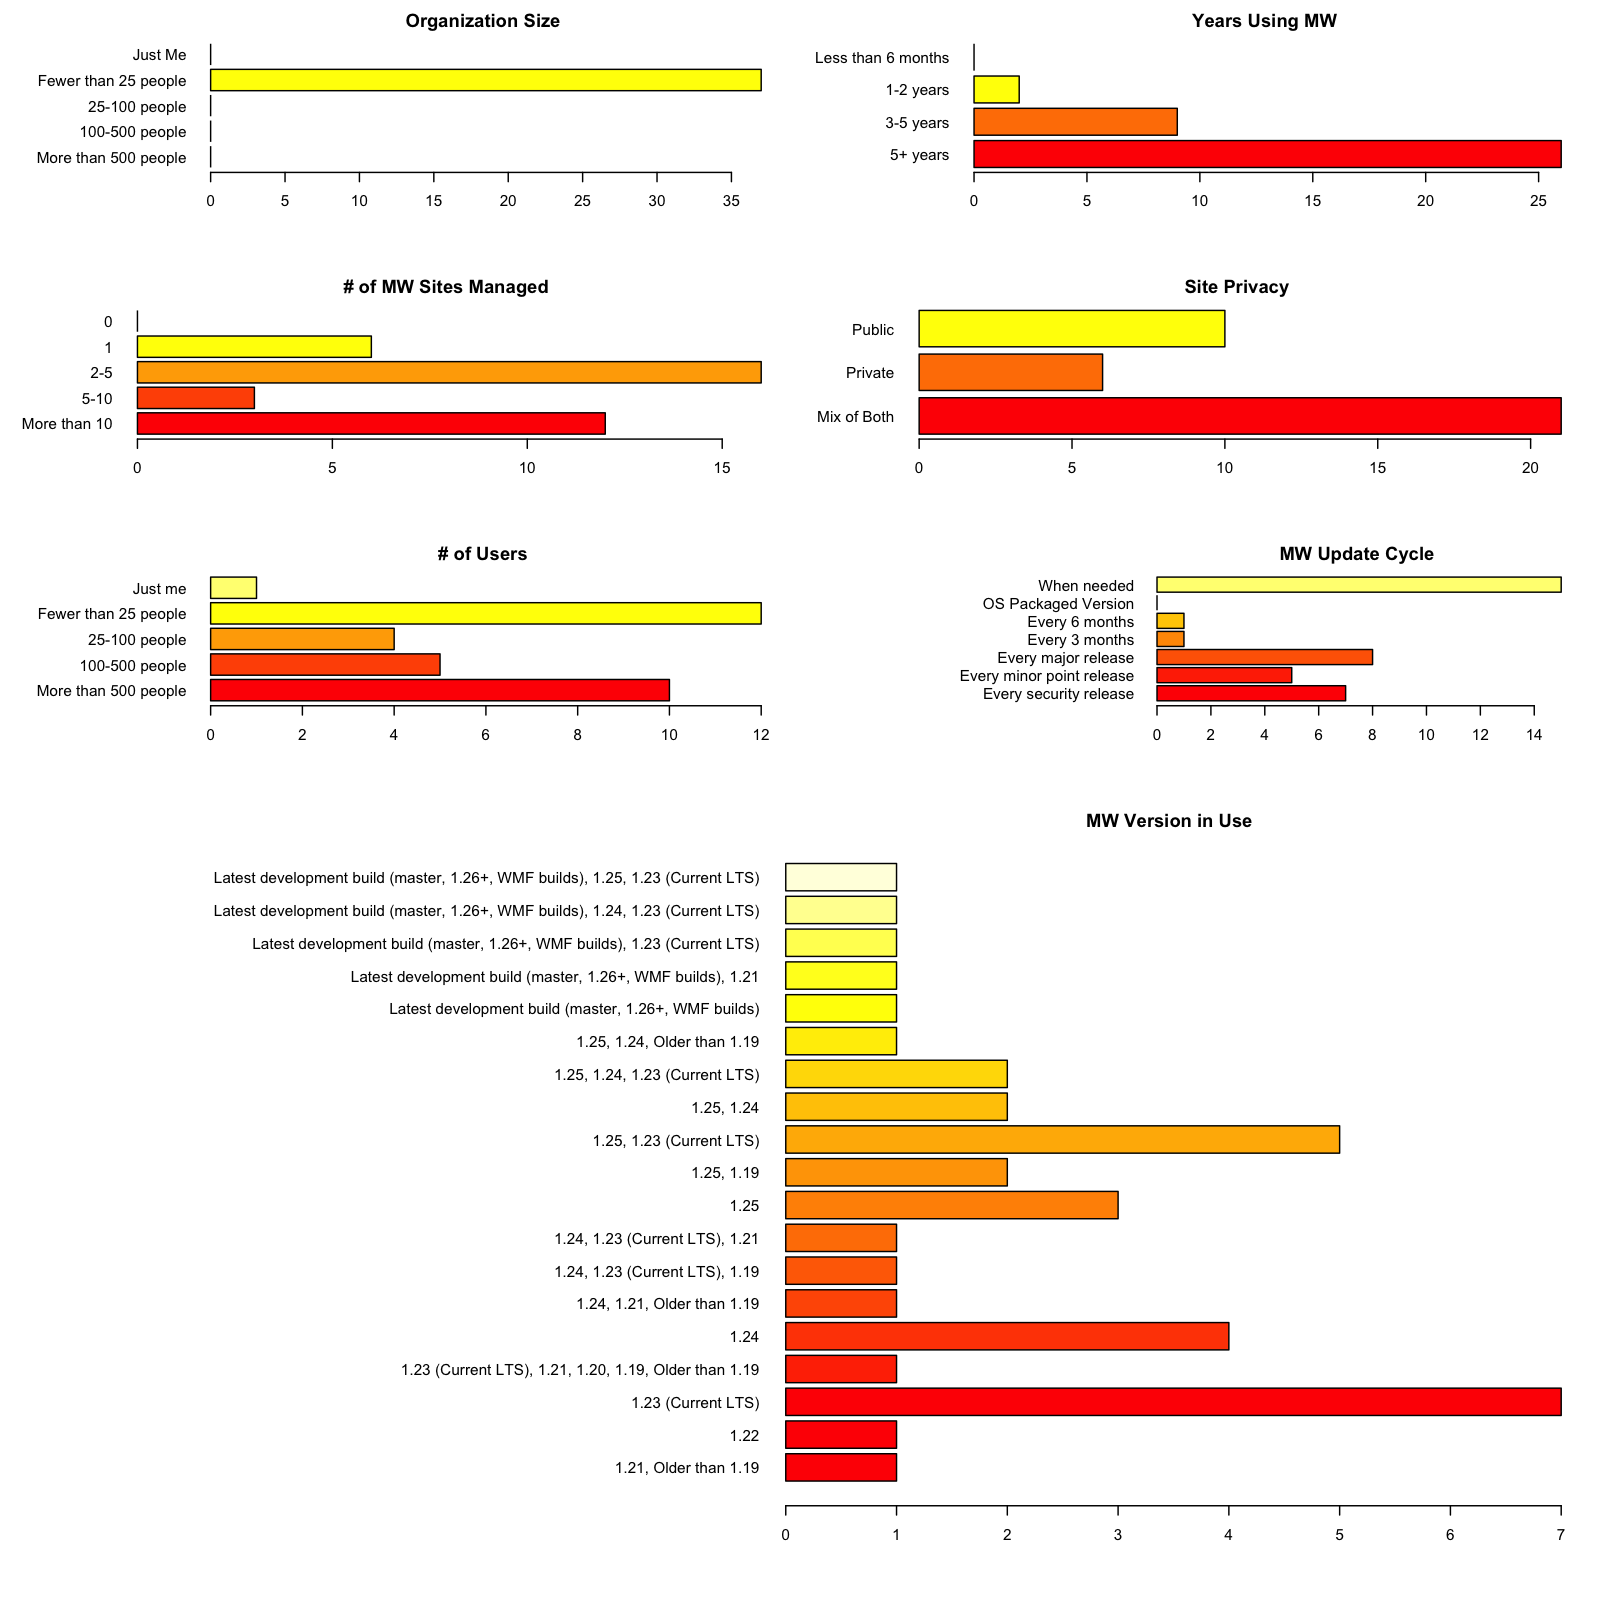 Organization Size
Just Me
Fewer than 25 people
25-100 people
100-500 people
More than 500 people
0 5 10 15 20 25 30 35
Years Using MW
Less than 6 months
1-2 years
3-5 years
5+ years
0 5 10 15 20 25
# of MW Sites Managed
0
1
2-5
5-10
More than 10
0 5 10 15
Site Privacy
Public
Private
Mix of Both
0 5 10 15 20
# of Users
Just me
Fewer than 25 people
25-100 people
100-500 people
More than 500 people
0 2 4 6 8 10 12
MW Update Cycle
When needed
OS Packaged Version
Every 6 months
Every 3 months
Every major release
Every minor point release
Every security release
0 2 4 6 8 10 12 14
MW Version in Use
Latest development build (master, 1.26+, WMF builds), 1.25, 1.23 (Current LTS)
Latest development build (master, 1.26+, WMF builds), 1.24, 1.23 (Current LTS)
Latest development build (master, 1.26+, WMF builds), 1.23 (Current LTS)
Latest development build (master, 1.26+, WMF builds), 1.21
Latest development build (master, 1.26+, WMF builds)
1.25, 1.24, Older than 1.19
1.25, 1.24, 1.23 (Current LTS)
1.25, 1.24
1.25, 1.23 (Current LTS)
1.25, 1.19
1.25
1.24, 1.23 (Current LTS), 1.21
1.24, 1.23 (Current LTS), 1.19
1.24, 1.21, Older than 1.19
1.24
1.23 (Current LTS), 1.21, 1.20, 1.19, Older than 1.19
1.23 (Current LTS)
1.22
1.21, Older than 1.19
0 1 2 3 4 5 6 7